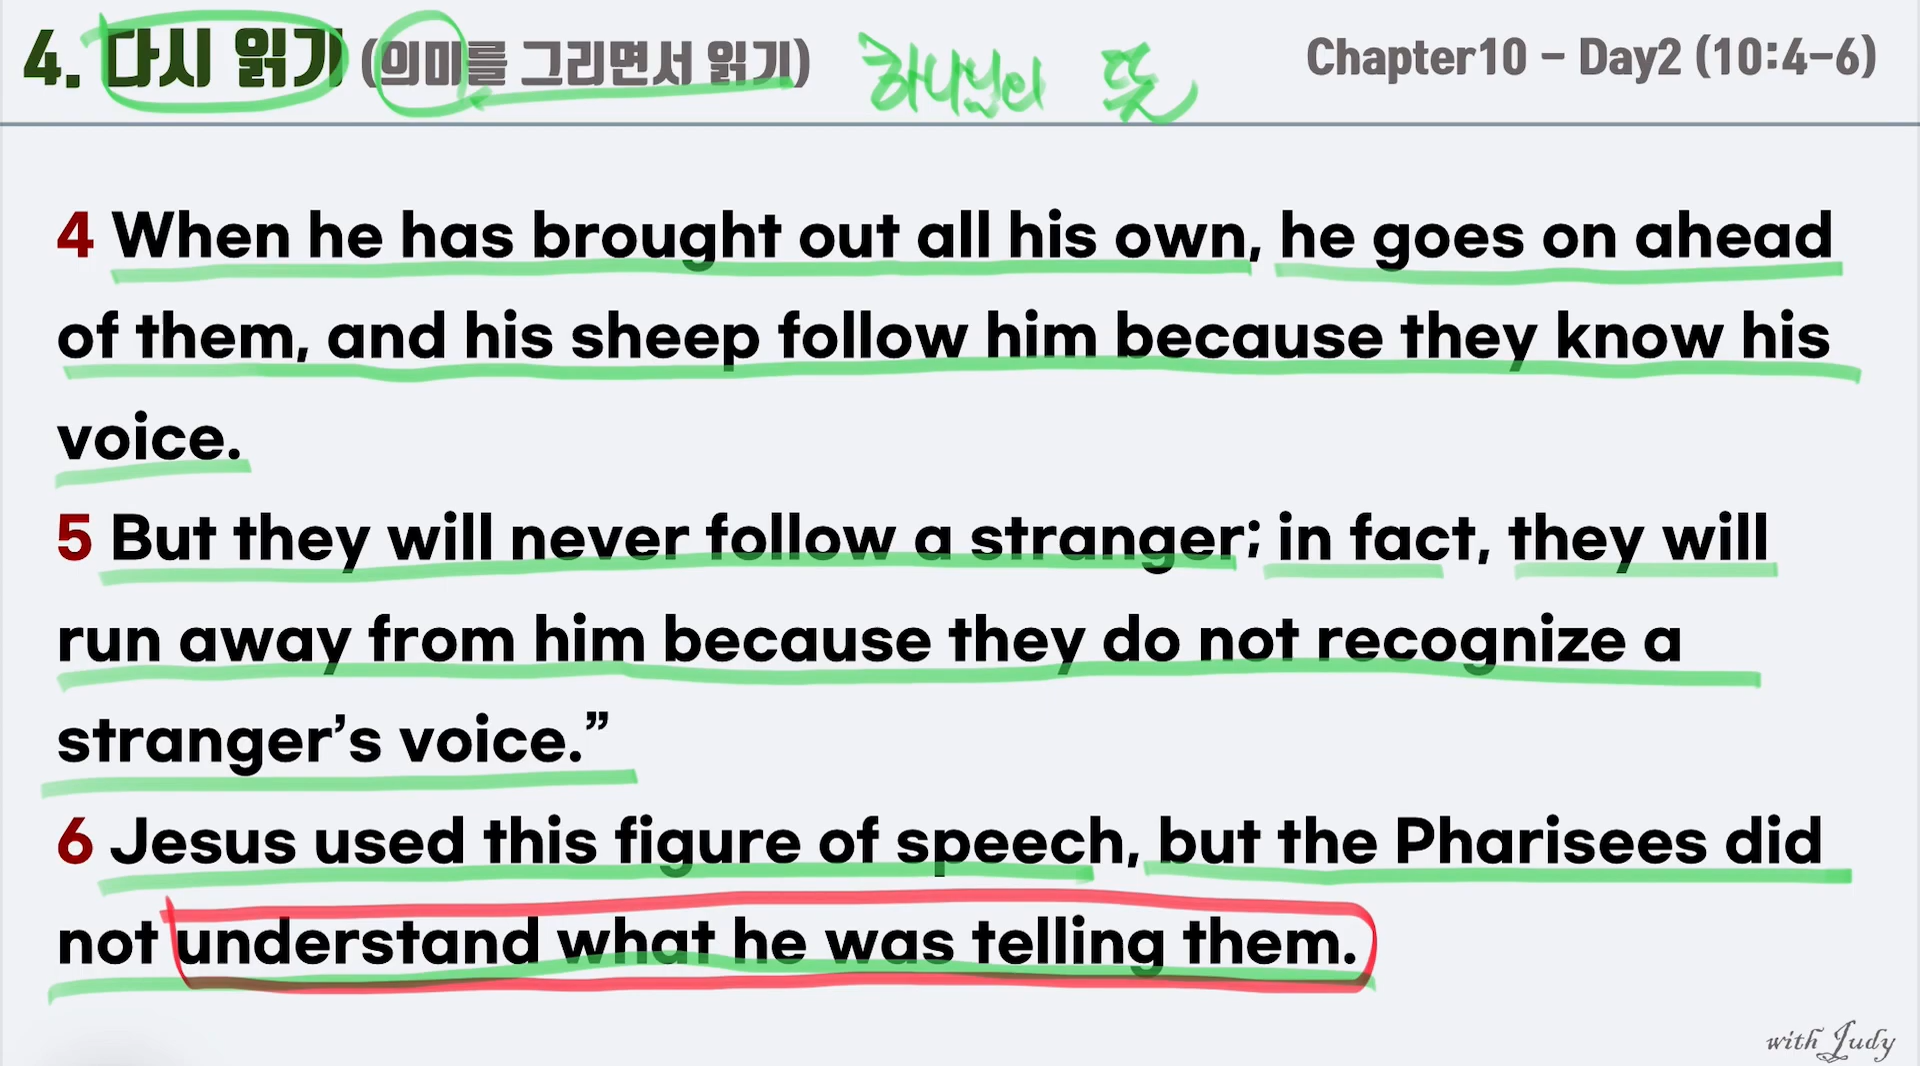 4. 다시 읽기 (의미를 그리면서 읽기) 하나님의 뜻 Chapter10 – Day2 (10:4–6)
4 When he has brought out all his own, he goes on ahead
of them, and his sheep follow him because they know his
voice.
5 But they will never follow a stranger; in fact, they will
run away from him because they do not recognize a
stranger’s voice.”
6 Jesus used this figure of speech, but the Pharisees did
not understand what he was telling them.
with Judy